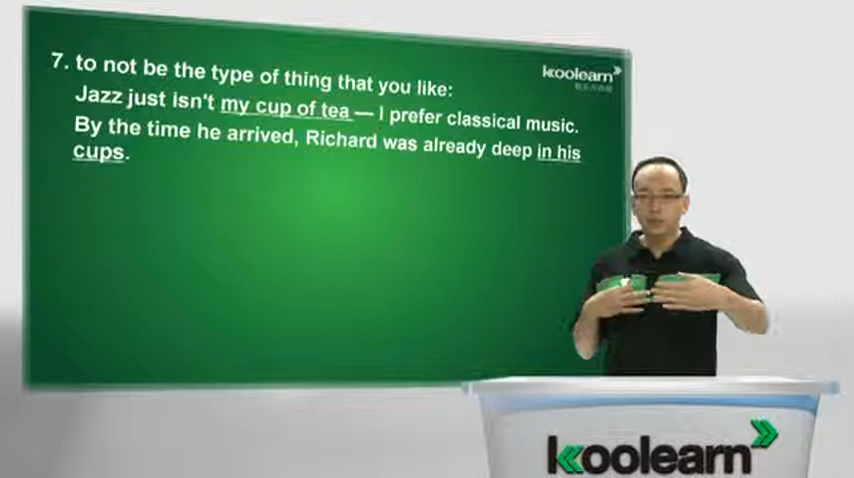 7. to not be the type of thing that you like:
Jazz just isn't my cup of tea — I prefer classical music.
By the time he arrived, Richard was already deep in his
cups.
koolearn
koolearn